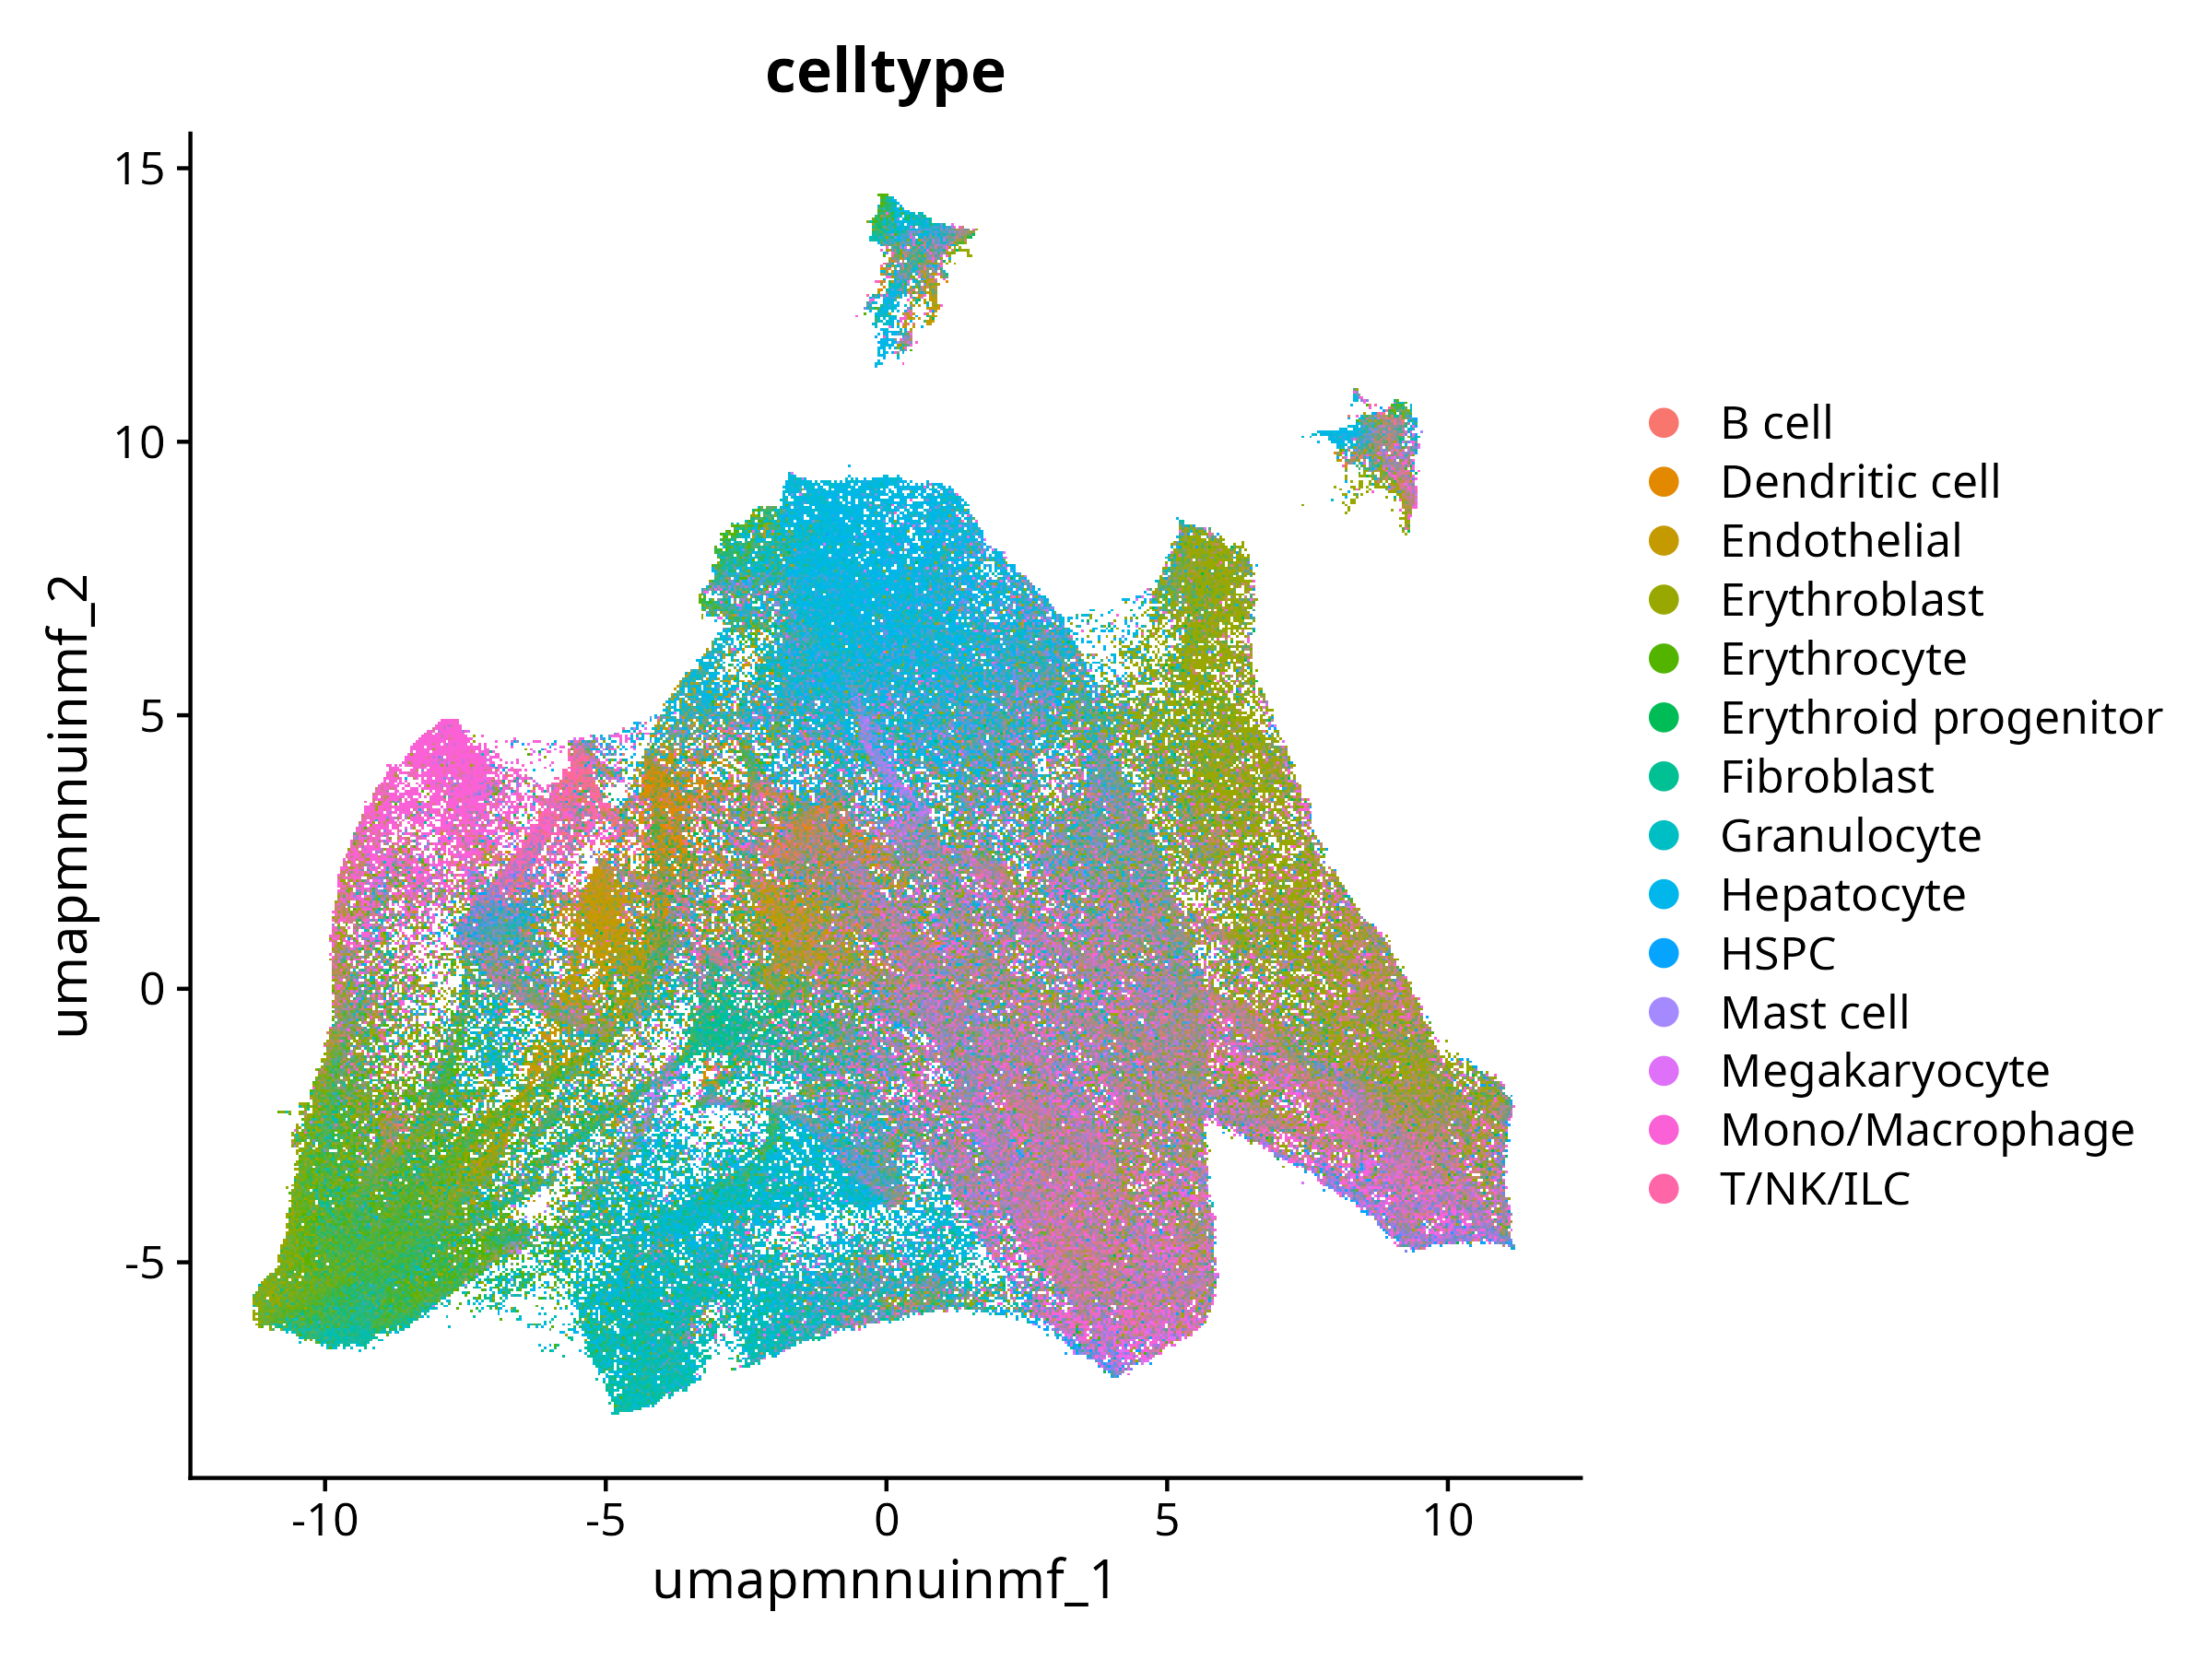 celltype
15
10
5
0
-5
umapmnnuinmf_2
-10
-5
0
5
10
umapmnnuinmf_1
B cell
Dendritic cell
Endothelial
Erythroblast
Erythrocyte
Erythroid progenitor
Fibroblast
Granulocyte
Hepatocyte
HSPC
Mast cell
Megakaryocyte
Mono/Macrophage
T/NK/ILC